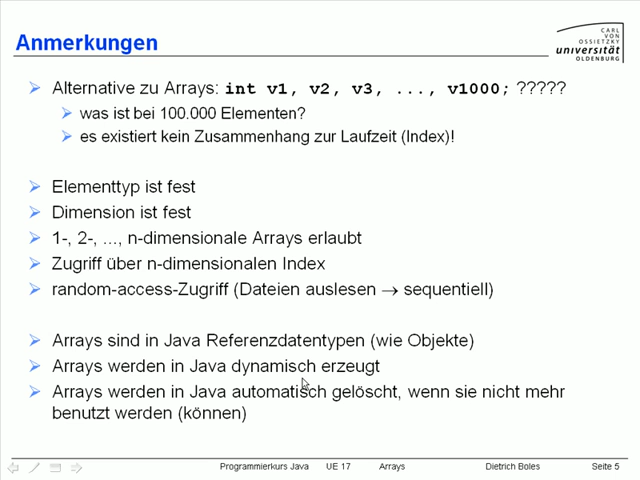 Anmerkungen
CARL
VON
OSSIETZKY
universität
OLDENBURG
Alternative zu Arrays: int v1, v2, v3, ..., v1000; ?????
was ist bei 100.000 Elementen?
es existiert kein Zusammenhang zur Laufzeit (Index)!
Elementtyp ist fest
Dimension ist fest
1-, 2-, ..., n-dimensionale Arrays erlaubt
Zugriff über n-dimensionalen Index
random-access-Zugriff (Dateien auslesen → sequentiell)
Arrays sind in Java Referenzdatentypen (wie Objekte)
Arrays werden in Java dynamisch erzeugt
Arrays werden in Java automatisch gelöscht, wenn sie nicht mehr
benutzt werden (können)
Programmierkurs Java UE 17 Arrays Dietrich Boles Seite 5